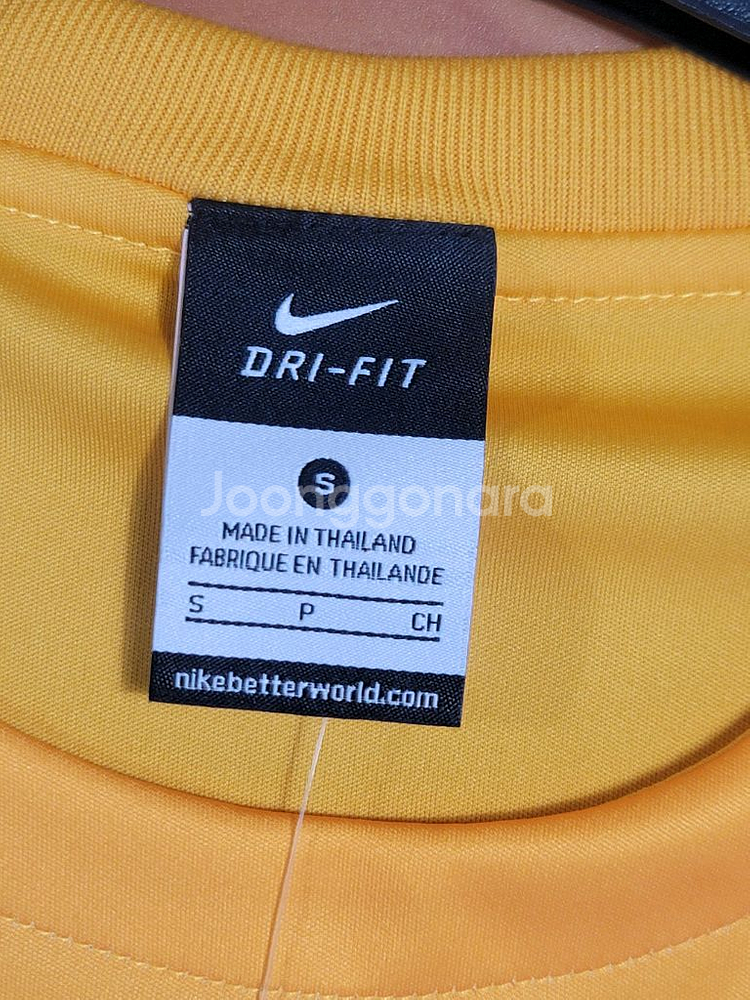 DRI-FIT
S
Joonggonara
MADE IN THAILAND
FABRIQUE EN THAILANDE
S P CH
nikebetterworld.com